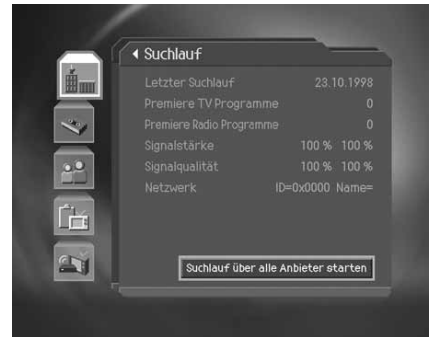 Suchlauf
Letzter Suchlauf 23.10.1998
Premiere TV Programme 0
Premiere Radio Programme 0
Signalstärke 100 % 100 %
Signalqualität 100 % 100 %
Netzwerk ID=0x0000 Name=
Suchlauf über alle Anbieter starten